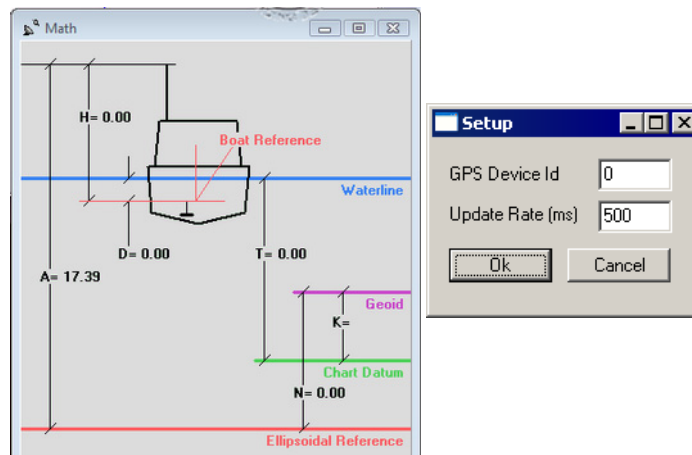 Math
H= 0.00
Boat Reference
Waterline
D= 0.00
T= 0.00
A= 17.39
Geoid
K=
Chart Datum
N= 0.00
Ellipsoidal Reference
Setup
GPS Device Id
0
Update Rate (ms)
500
Ok
Cancel